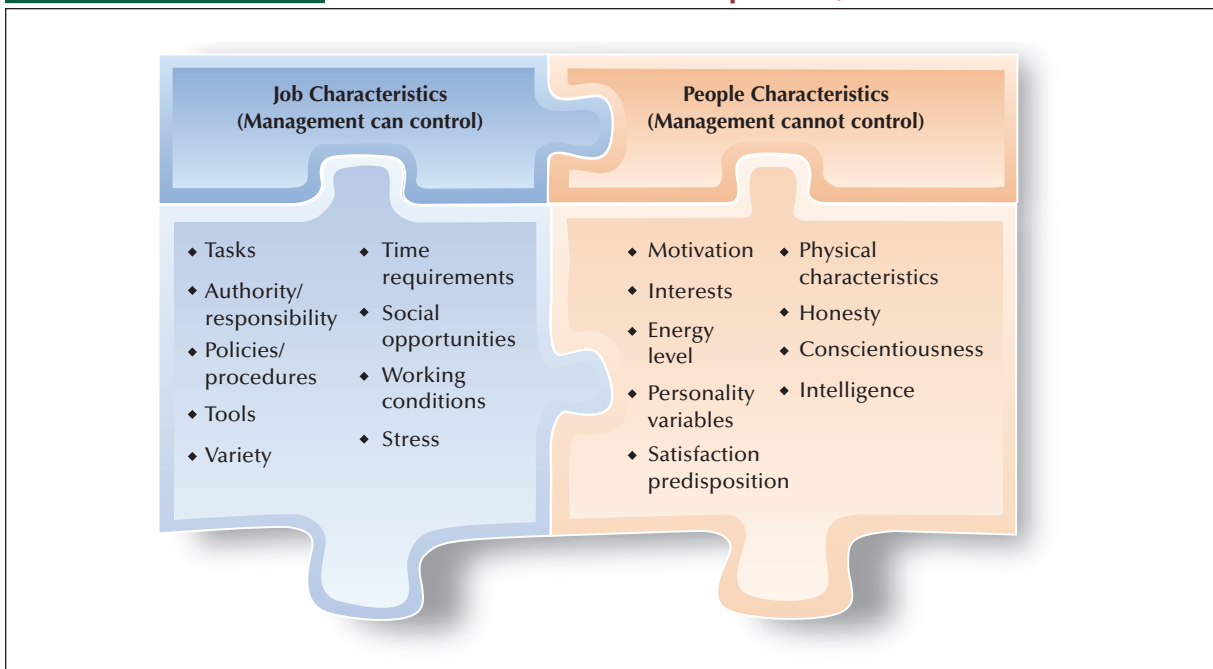 Job Characteristics
(Management can control)
People Characteristics
(Management cannot control)
◆ Tasks
◆ Authority/
responsibility
◆ Policies/
procedures
◆ Tools
◆ Variety
◆ Time
requirements
◆ Social
opportunities
◆ Working
conditions
◆ Stress
◆ Motivation
◆ Interests
◆ Energy
level
◆ Personality
variables
◆ Satisfaction
predisposition
◆ Physical
characteristics
◆ Honesty
◆ Conscientiousness
◆ Intelligence